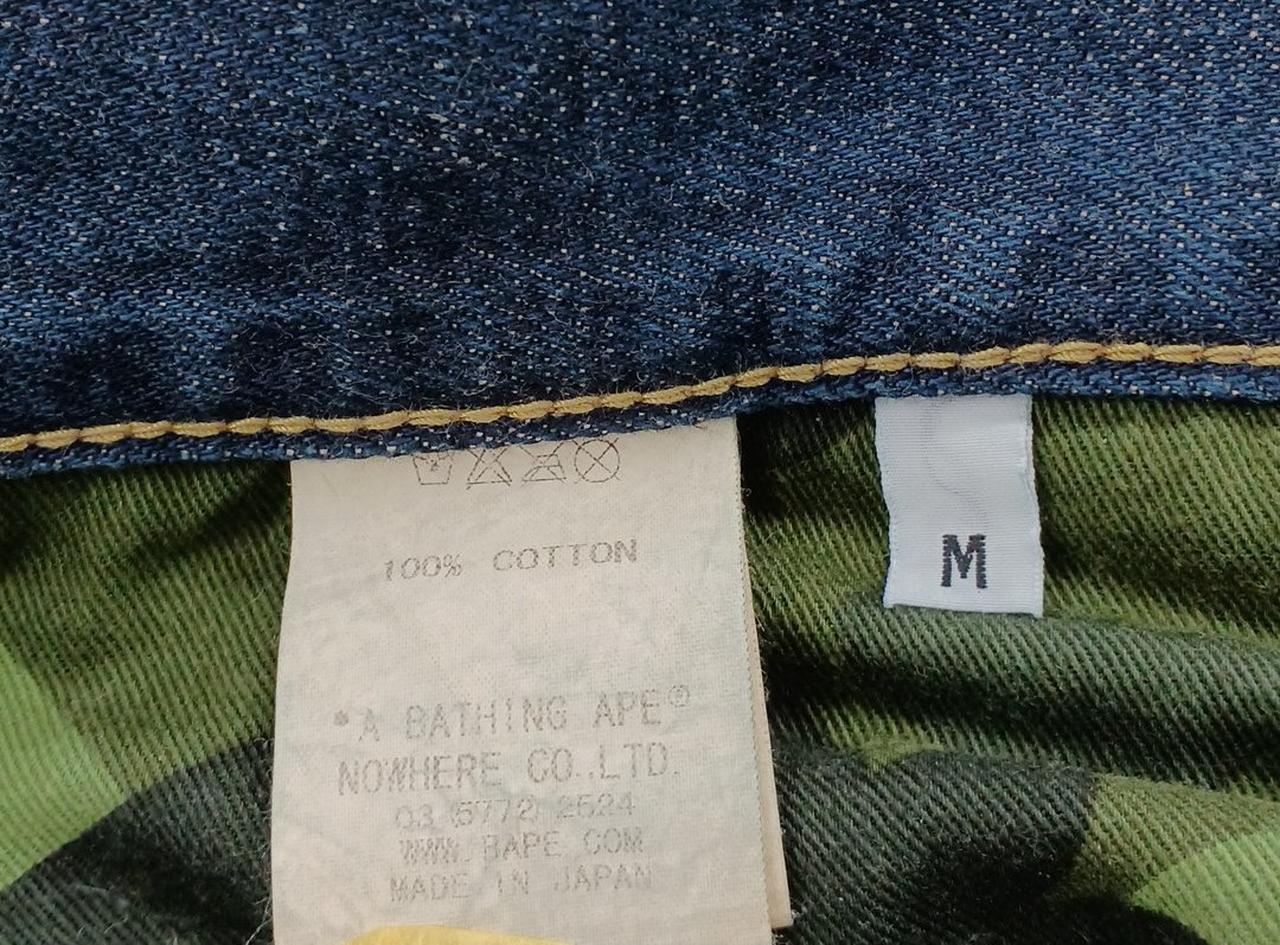 100% COTTON
M
*A BATHING APE®
NOWHERE CO.,LTD.
03 (5772) 2524
WWW.BAPE.COM
MADE IN JAPAN